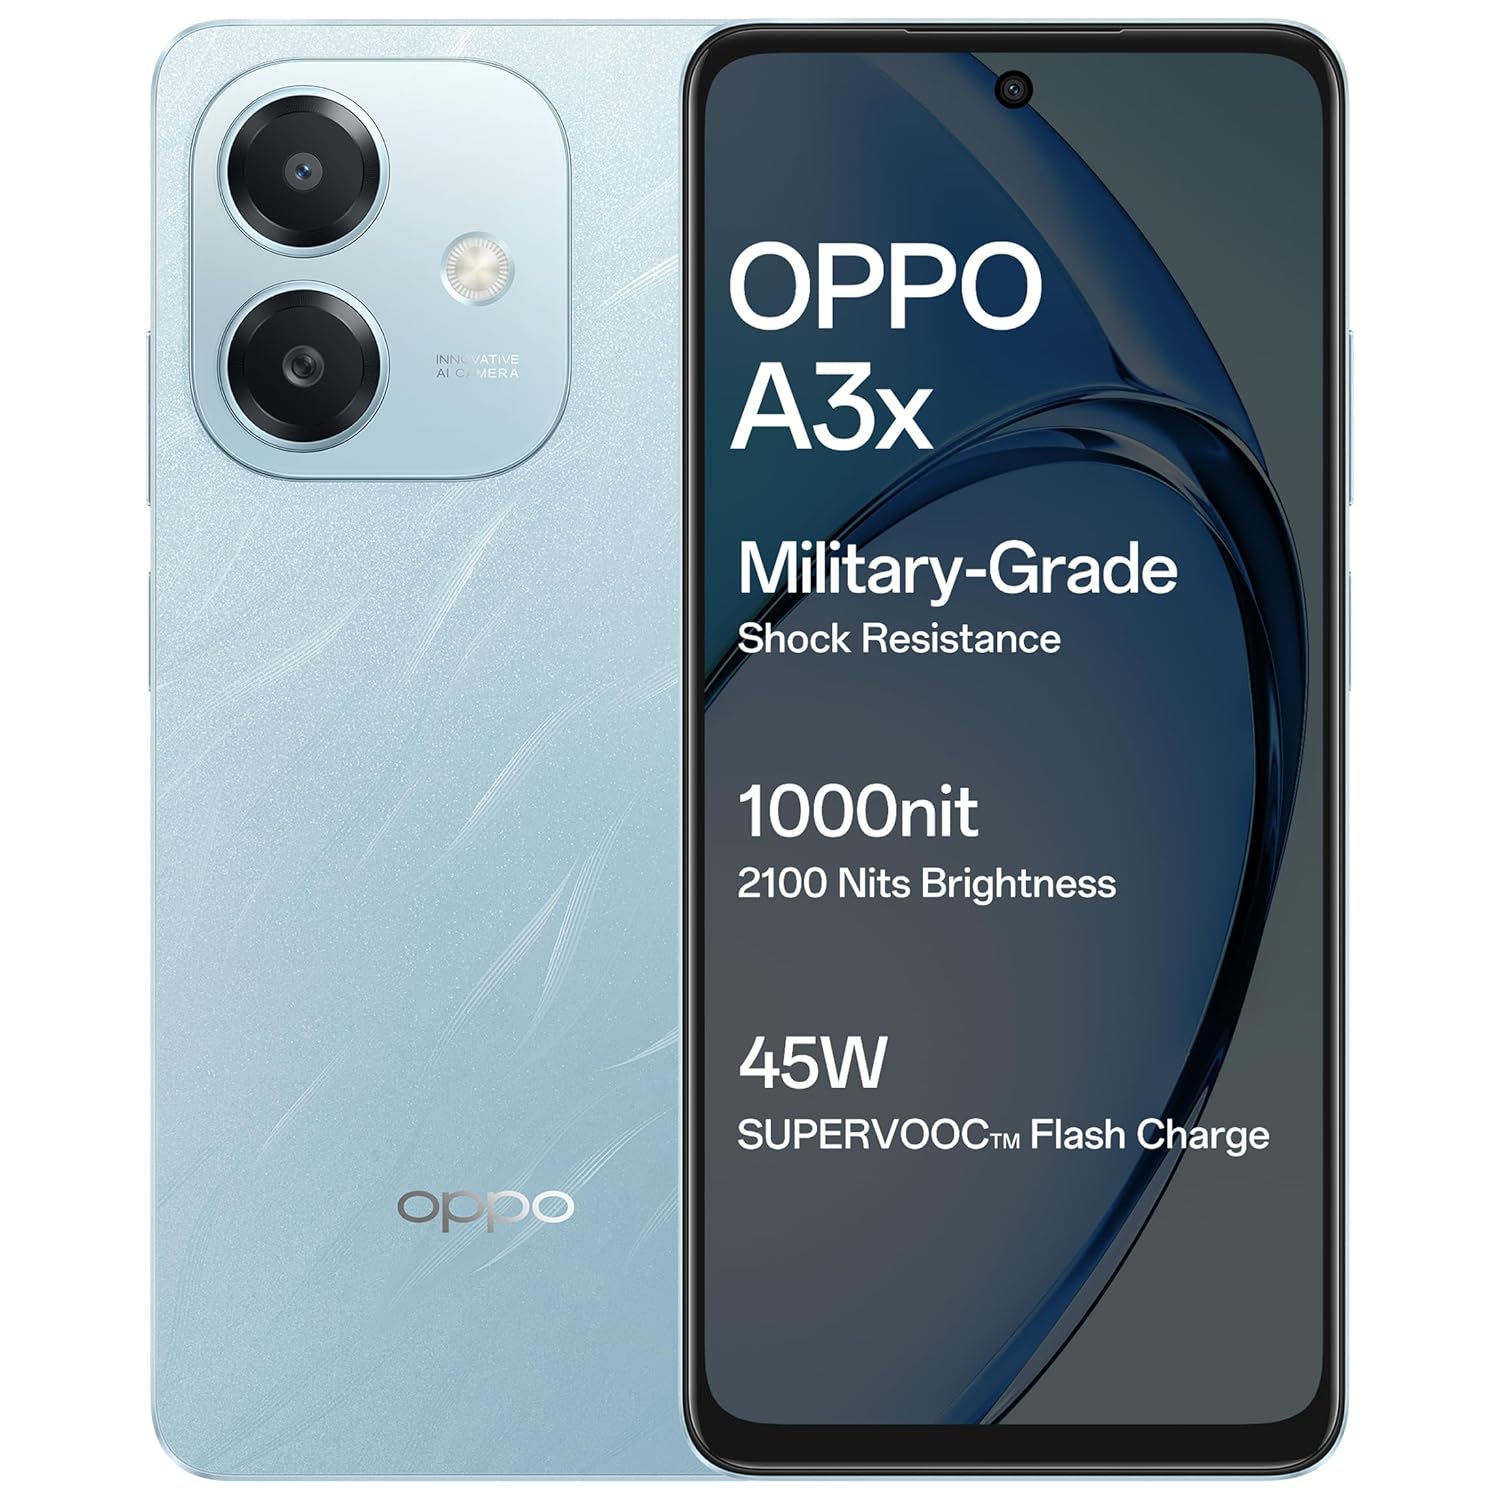 INNOVATIVE
AI CAMERA
oppo
OPPO
A3x
Military-Grade
Shock Resistance
1000nit
2100 Nits Brightness
45W
SUPERVOOC™ Flash Charge